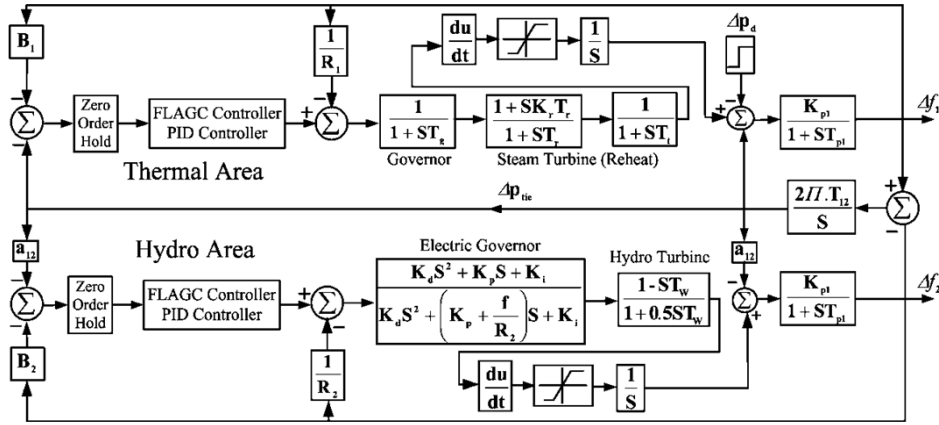 B₁
1/R₁
du/dt
1/S
Δp_d
− Σ −
Zero Order Hold
FLAGC Controller
PID Controller
+ Σ −
1/(1 + ST_g)
Governor
(1 + SK_rT_r)/(1 + ST_r)
1/(1 + ST_t)
Steam Turbine (Reheat)
− + Σ −
K_p1/(1 + ST_p1)
Δf₁
Thermal Area
Δp_tie
2Π.T₁₂/S
+ Σ −
a₁₂
Hydro Area
a₁₂
− Σ −
Zero Order Hold
FLAGC Controller
PID Controller
+ Σ −
Electric Governor
(K_dS² + K_pS + K_i)/(K_dS² + (K_p + f/R₂)S + K_i)
Hydro Turbine
(1 - ST_W)/(1 + 0.5ST_W)
− Σ +
K_p1/(1 + ST_p1)
Δf₂
B₂
1/R₂
du/dt
1/S